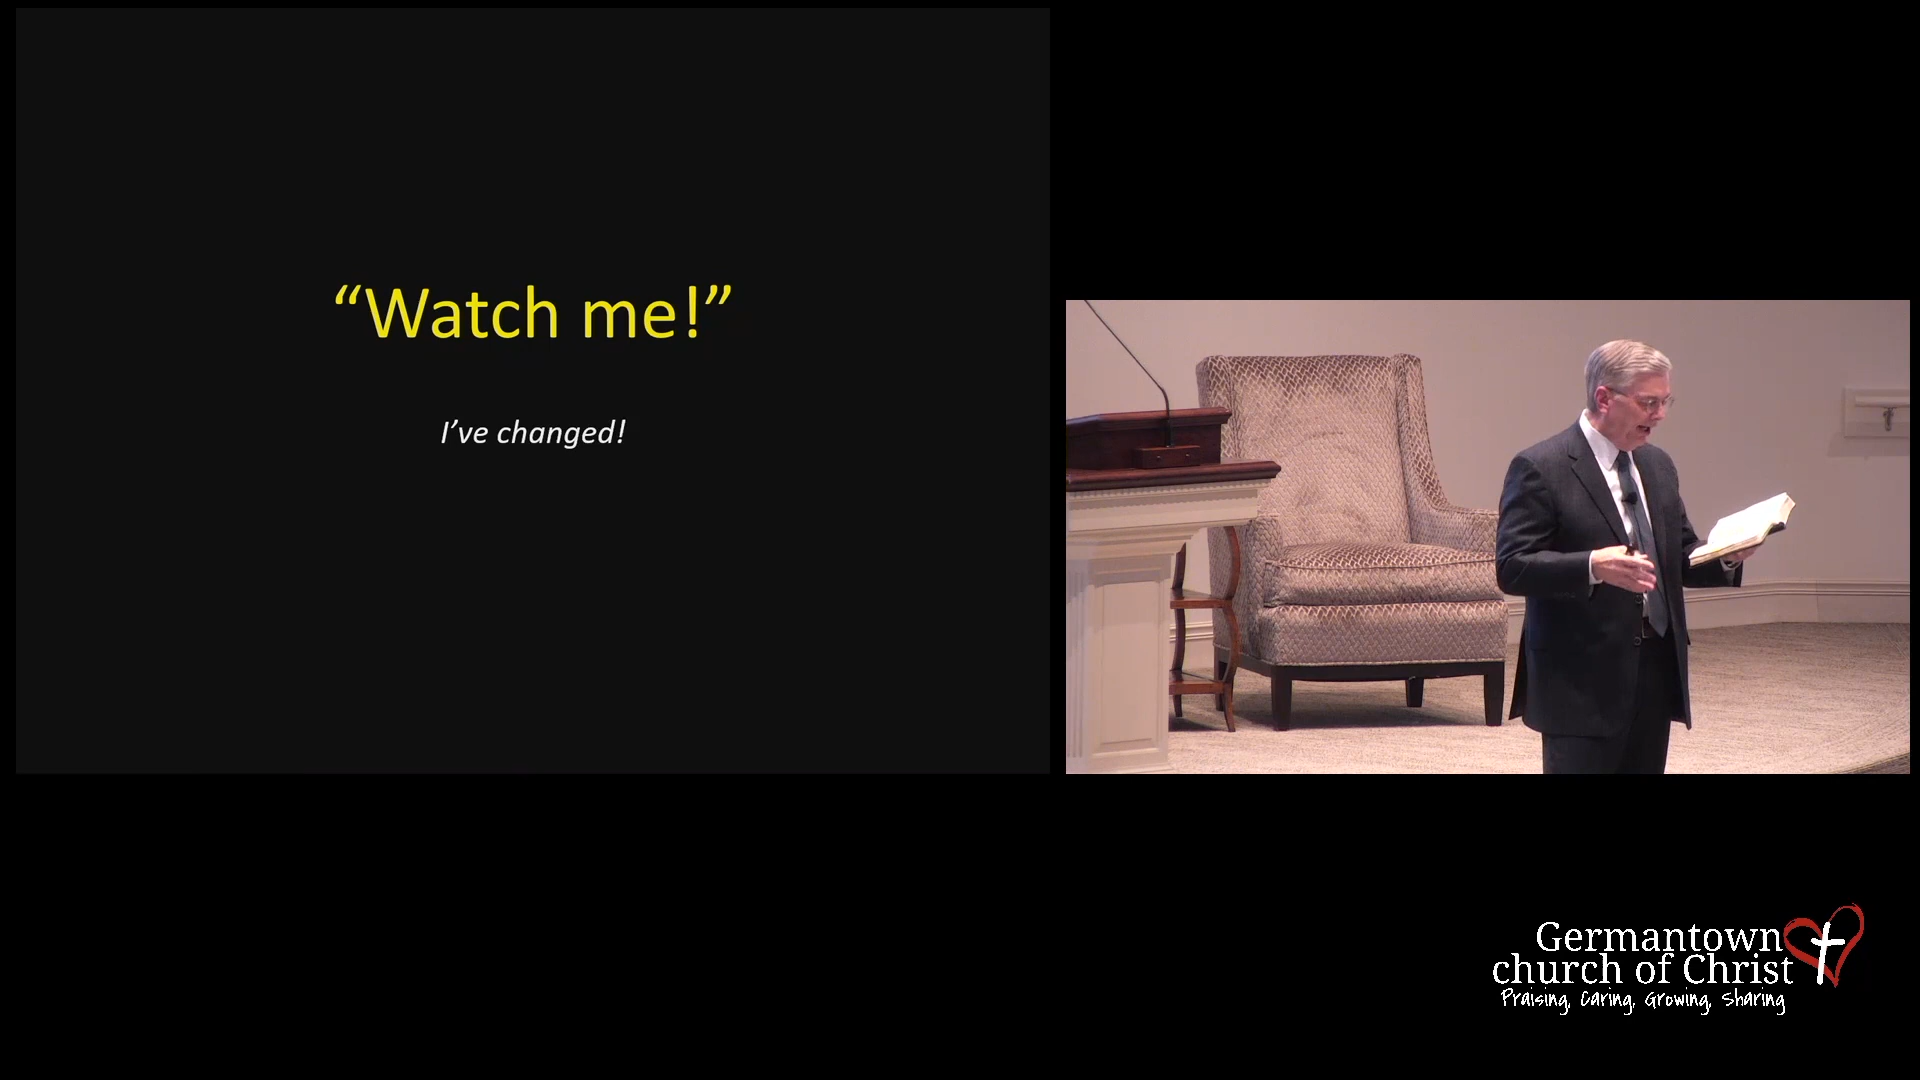 “Watch me!”
I’ve changed!
Germantown
church of Christ
Praising, Caring, Growing, Sharing